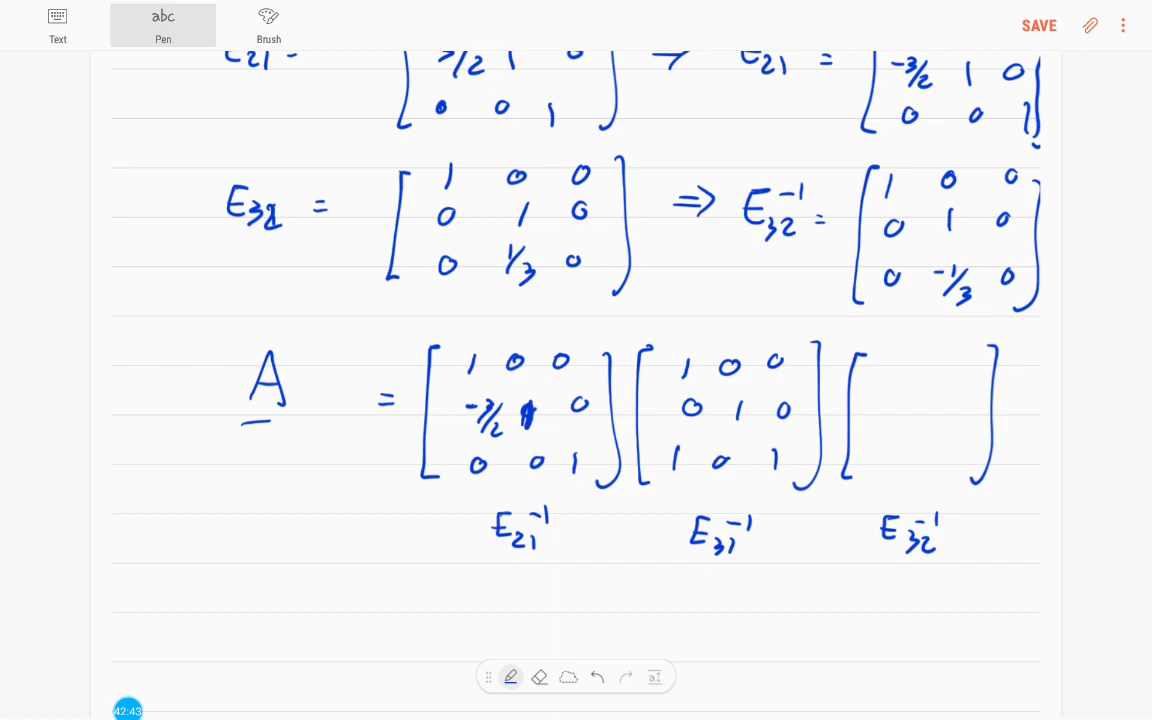 Text abc Pen Brush SAVE
E21 = [ 3/2 1 0 ⇒ E21 = [ -3/2 1 0
0 0 1 ] 0 0 1 ]
E32 = [ 1 0 0 ⇒ E32^-1 = [ 1 0 0
0 1 0 0 1 0
0 1/3 0 ] 0 -1/3 0 ]
A = [ 1 0 0 ] [ 1 0 0 ] [ ]
-3/2 1 0 0 1 0
0 0 1 1 0 1
E21^-1 E31^-1 E32^-1
42:43